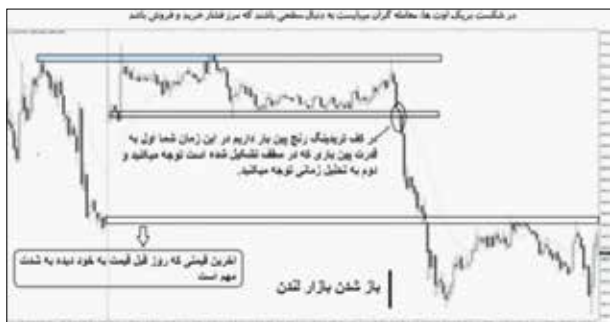 در شکست بریک اوت ها، معامله گران میبایست به دنبال سطحی باشند که مرز فشار خرید و فروش باشد
در کف تریدینگ رنج پین بار داریم در این زمان شما اول به
قدرت پین باری که در سقف تشکیل شده است توجه میکنید و
دوم به تحلیل زمانی توجه میکنید.
اخرین قیمتی که روز قبل قیمت به خود دیده به شدت
مهم است
باز شدن بازار لندن